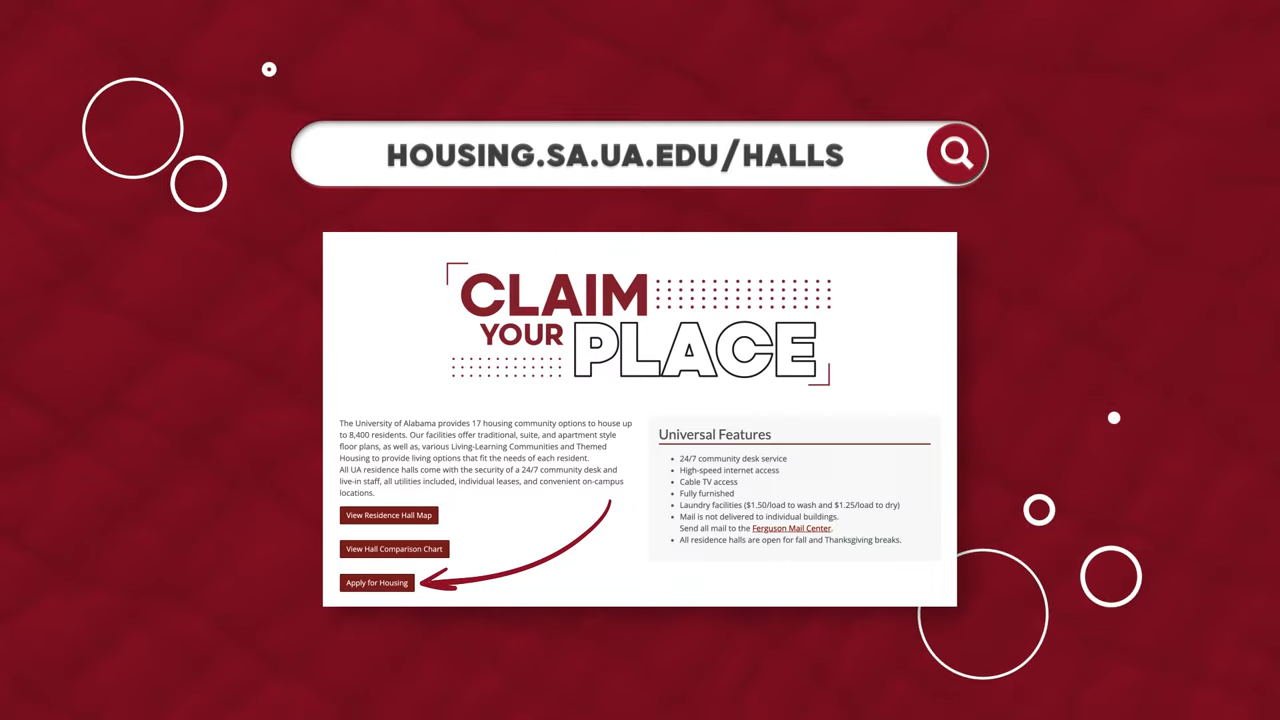 HOUSING.SA.UA.EDU/HALLS
CLAIM
YOUR PLACE
The University of Alabama provides 17 housing community options to house up
to 8,400 residents. Our facilities offer traditional, suite, and apartment style
floor plans, as well as, various Living-Learning Communities and Themed
Housing to provide living options that fit the needs of each resident.
All UA residence halls come with the security of a 24/7 community desk and
live-in staff, all utilities included, individual leases, and convenient on-campus
locations.
View Residence Hall Map
View Hall Comparison Chart
Apply for Housing
Universal Features
• 24/7 community desk service
• High-speed internet access
• Cable TV access
• Fully furnished
• Laundry facilities ($1.50/load to wash and $1.25/load to dry)
• Mail is not delivered to individual buildings.
Send all mail to the Ferguson Mail Center.
• All residence halls are open for fall and Thanksgiving breaks.